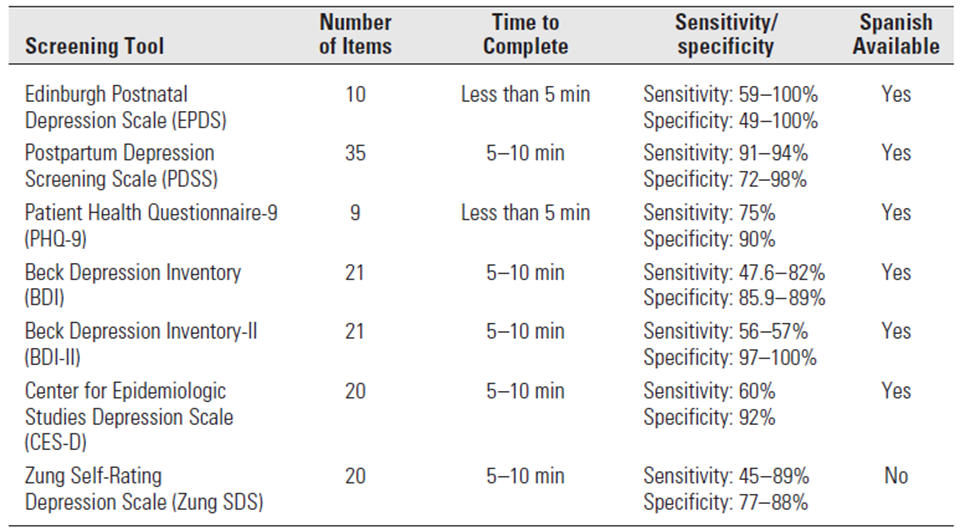 Screening Tool Number of Items Time to Complete Sensitivity/ specificity Spanish Available
Edinburgh Postnatal 10 Less than 5 min Sensitivity: 59–100% Yes
Depression Scale (EPDS) Specificity: 49–100%
Postpartum Depression 35 5–10 min Sensitivity: 91–94% Yes
Screening Scale (PDSS) Specificity: 72–98%
Patient Health Questionnaire-9 9 Less than 5 min Sensitivity: 75% Yes
(PHQ-9) Specificity: 90%
Beck Depression Inventory 21 5–10 min Sensitivity: 47.6–82% Yes
(BDI) Specificity: 85.9–89%
Beck Depression Inventory-II 21 5–10 min Sensitivity: 56–57% Yes
(BDI-II) Specificity: 97–100%
Center for Epidemiologic 20 5–10 min Sensitivity: 60% Yes
Studies Depression Scale Specificity: 92%
(CES-D)
Zung Self-Rating 20 5–10 min Sensitivity: 45–89% No
Depression Scale (Zung SDS) Specificity: 77–88%